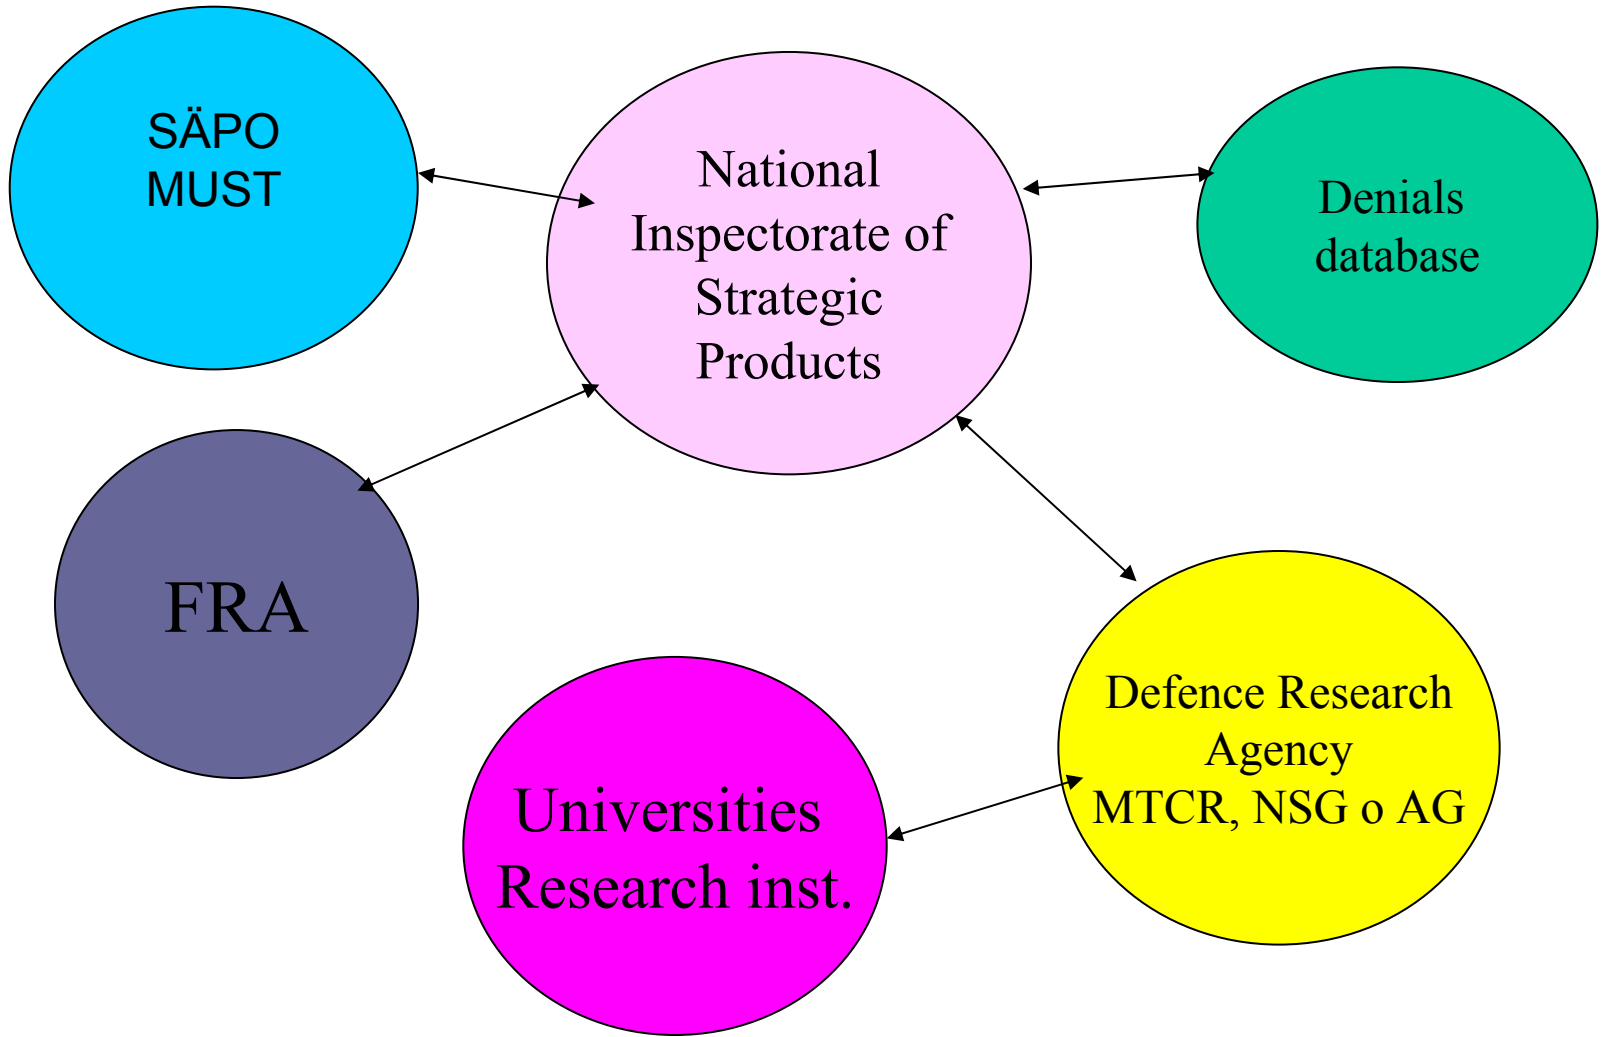 SÄPO
MUST
National
Inspectorate of
Strategic
Products
Denials
database
FRA
Defence Research
Agency
MTCR, NSG o AG
Universities
Research inst.